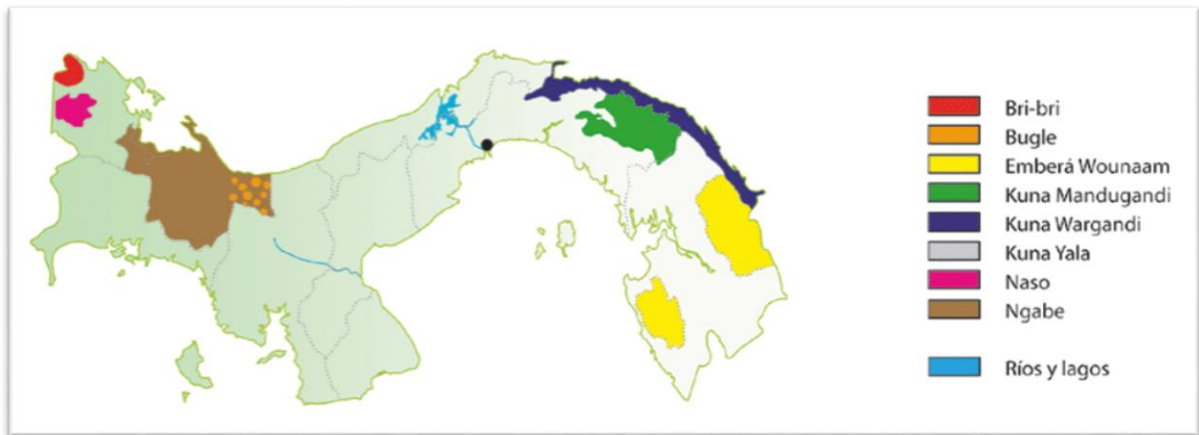 Bri-bri
Bugle
Emberá Wounaam
Kuna Mandugandi
Kuna Wargandi
Kuna Yala
Naso
Ngabe
Ríos y lagos